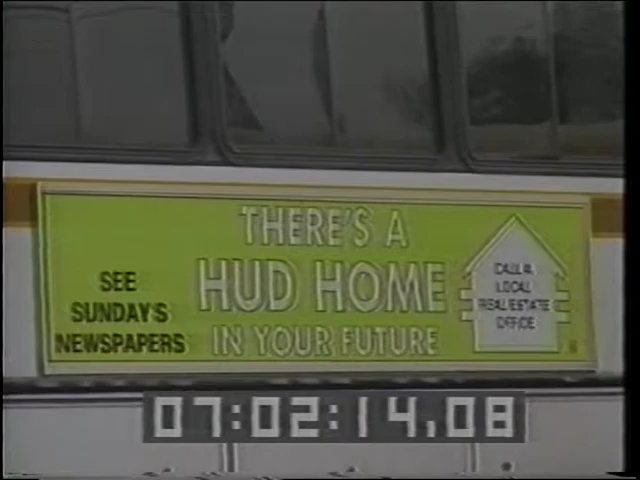 THERE'S A
HUD HOME
IN YOUR FUTURE
SEE
SUNDAY'S
NEWSPAPERS
CALL A
LOCAL
REAL ESTATE
OFFICE
07:02:14.08